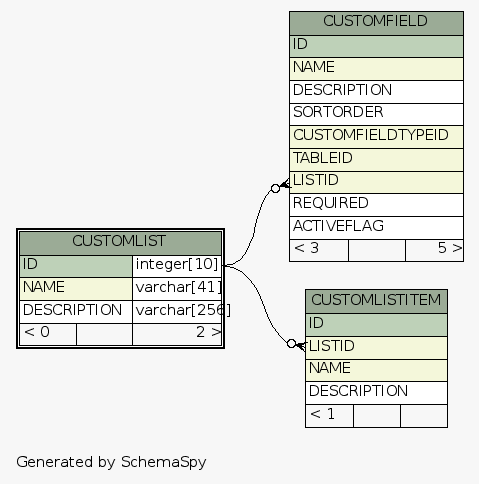 CUSTOMFIELD
ID
NAME
DESCRIPTION
SORTORDER
CUSTOMFIELDTYPEID
TABLEID
LISTID
REQUIRED
ACTIVEFLAG
< 3 5 >
CUSTOMLIST
ID integer[10]
NAME varchar[41]
DESCRIPTION varchar[256]
< 0 2 >
CUSTOMLISTITEM
ID
LISTID
NAME
DESCRIPTION
< 1
Generated by SchemaSpy